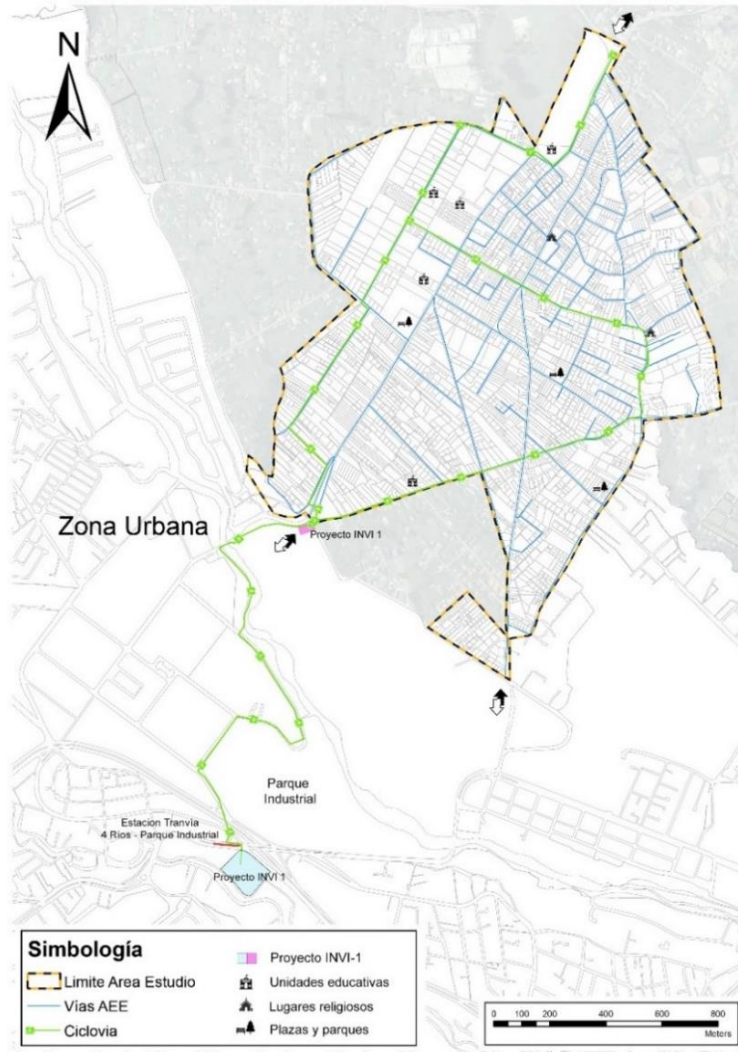 N
Zona Urbana
Proyecto INVI 1
Parque
Industrial
Estacion Tranvía
4 Rios - Parque Industrial
Proyecto INVI 1
Simbología
Limite Area Estudio
Vías AEE
Ciclovia
Proyecto INVI-1
Unidades educativas
Lugares religiosos
Plazas y parques
0 100 200 400 600 800
Meters